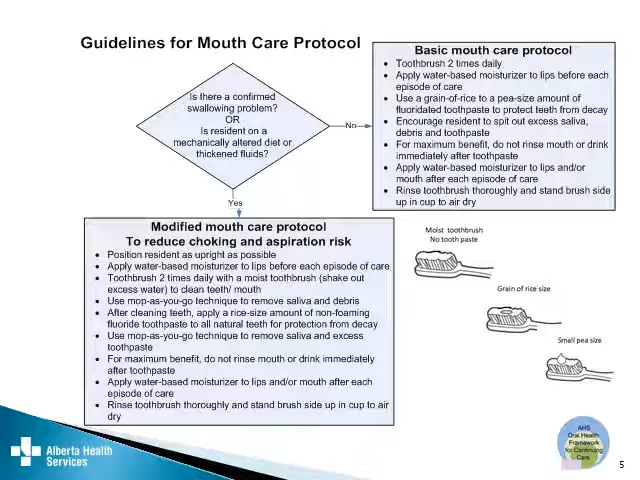 Guidelines for Mouth Care Protocol
Is there a confirmed
swallowing problem?
OR
Is resident on a
mechanically altered diet or
thickened fluids?
No
Yes
Basic mouth care protocol
• Toothbrush 2 times daily
• Apply water-based moisturizer to lips before each
episode of care
• Use a grain-of-rice to a pea-size amount of
fluoridated toothpaste to protect teeth from decay
• Encourage resident to spit out excess saliva,
debris and toothpaste
• For maximum benefit, do not rinse mouth or drink
immediately after toothpaste
• Apply water-based moisturizer to lips and/or
mouth after each episode of care
• Rinse toothbrush thoroughly and stand brush side
up in cup to air dry
Modified mouth care protocol
To reduce choking and aspiration risk
• Position resident as upright as possible
• Apply water-based moisturizer to lips before each episode of care
• Toothbrush 2 times daily with a moist toothbrush (shake out
excess water) to clean teeth/ mouth
• Use mop-as-you-go technique to remove saliva and debris
• After cleaning teeth, apply a rice-size amount of non-foaming
fluoride toothpaste to all natural teeth for protection from decay
• Use mop-as-you-go technique to remove saliva and excess
toothpaste
• For maximum benefit, do not rinse mouth or drink immediately
after toothpaste
• Apply water-based moisturizer to lips and/or mouth after each
episode of care
• Rinse toothbrush thoroughly and stand brush side up in cup to air
dry
Moist toothbrush
No tooth paste
Grain of rice size
Small pea size
Alberta Health
Services
AHS
Oral Health
Framework
for Continuing
Care
5